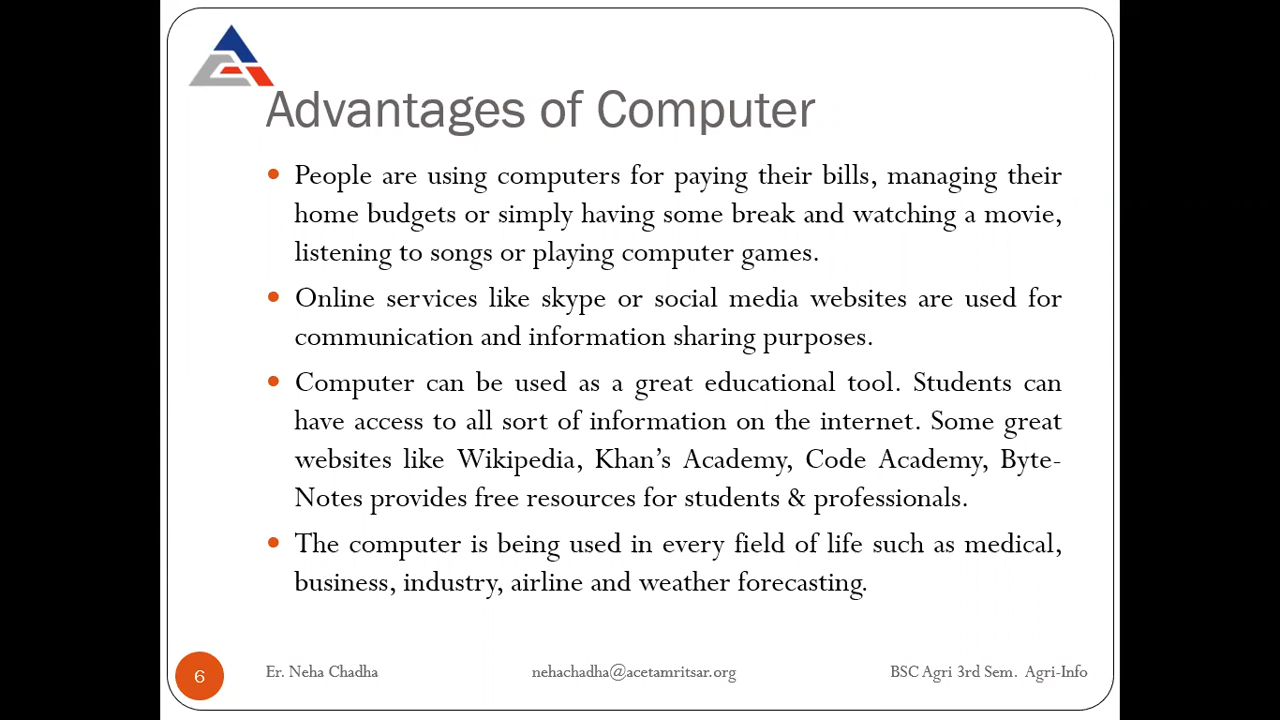 Advantages of Computer
• People are using computers for paying their bills, managing their
home budgets or simply having some break and watching a movie,
listening to songs or playing computer games.
• Online services like skype or social media websites are used for
communication and information sharing purposes.
• Computer can be used as a great educational tool. Students can
have access to all sort of information on the internet. Some great
websites like Wikipedia, Khan's Academy, Code Academy, Byte-
Notes provides free resources for students & professionals.
• The computer is being used in every field of life such as medical,
business, industry, airline and weather forecasting.
6 Er. Neha Chadha nehachadha@acetamritsar.org BSC Agri 3rd Sem. Agri-Info